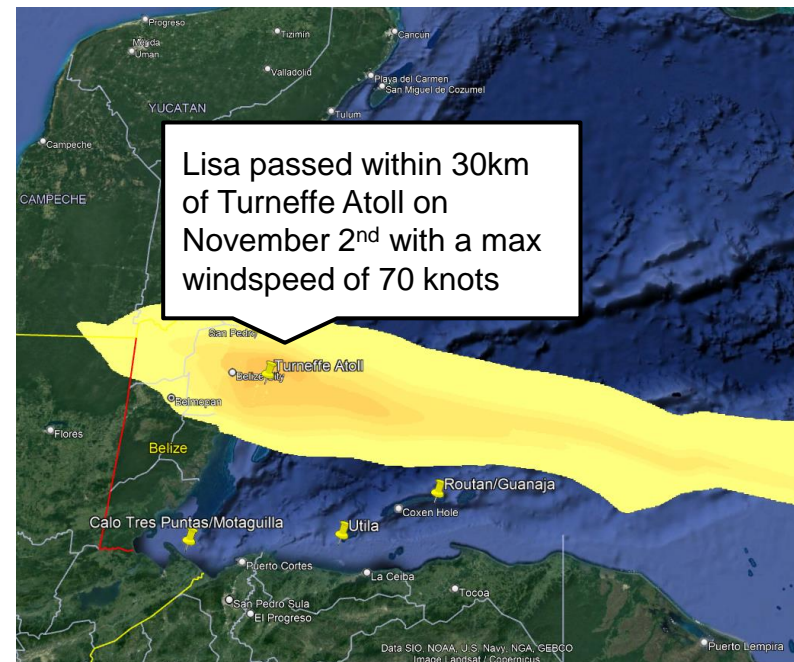 Progreso
Tizimin
Cancún
Mérida
Uman
Valladolid
Playa del Carmen
San Miguel de Cozumel
YUCATAN
Tulum
Campeche
CAMPECHE
Lisa passed within 30km
of Turneffe Atoll on
November 2nd with a max
windspeed of 70 knots
San Pedro
Turneffe Atoll
Belize City
Belmopan
Flores
Belize
Routan/Guanaja
Coxen Hole
Calo Tres Puntas/Motaguilla
Utila
Puerto Cortes
La Ceiba
Tocoa
San Pedro Sula
El Progreso
Puerto Lempira
Data SIO, NOAA, U.S. Navy, NGA, GEBCO
Image Landsat / Copernicus